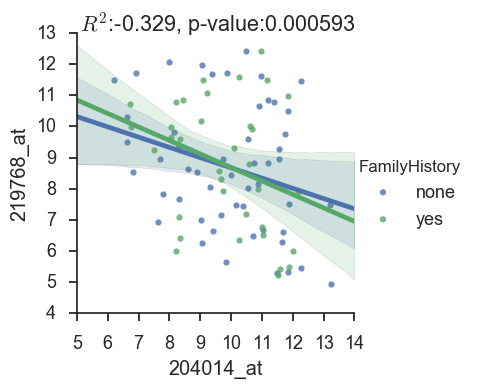 R²:-0.329, p-value:0.000593
13
12
11
10
9
8
7
6
5
4
219768_at
5 6 7 8 9 10 11 12 13 14
204014_at
FamilyHistory
none
yes